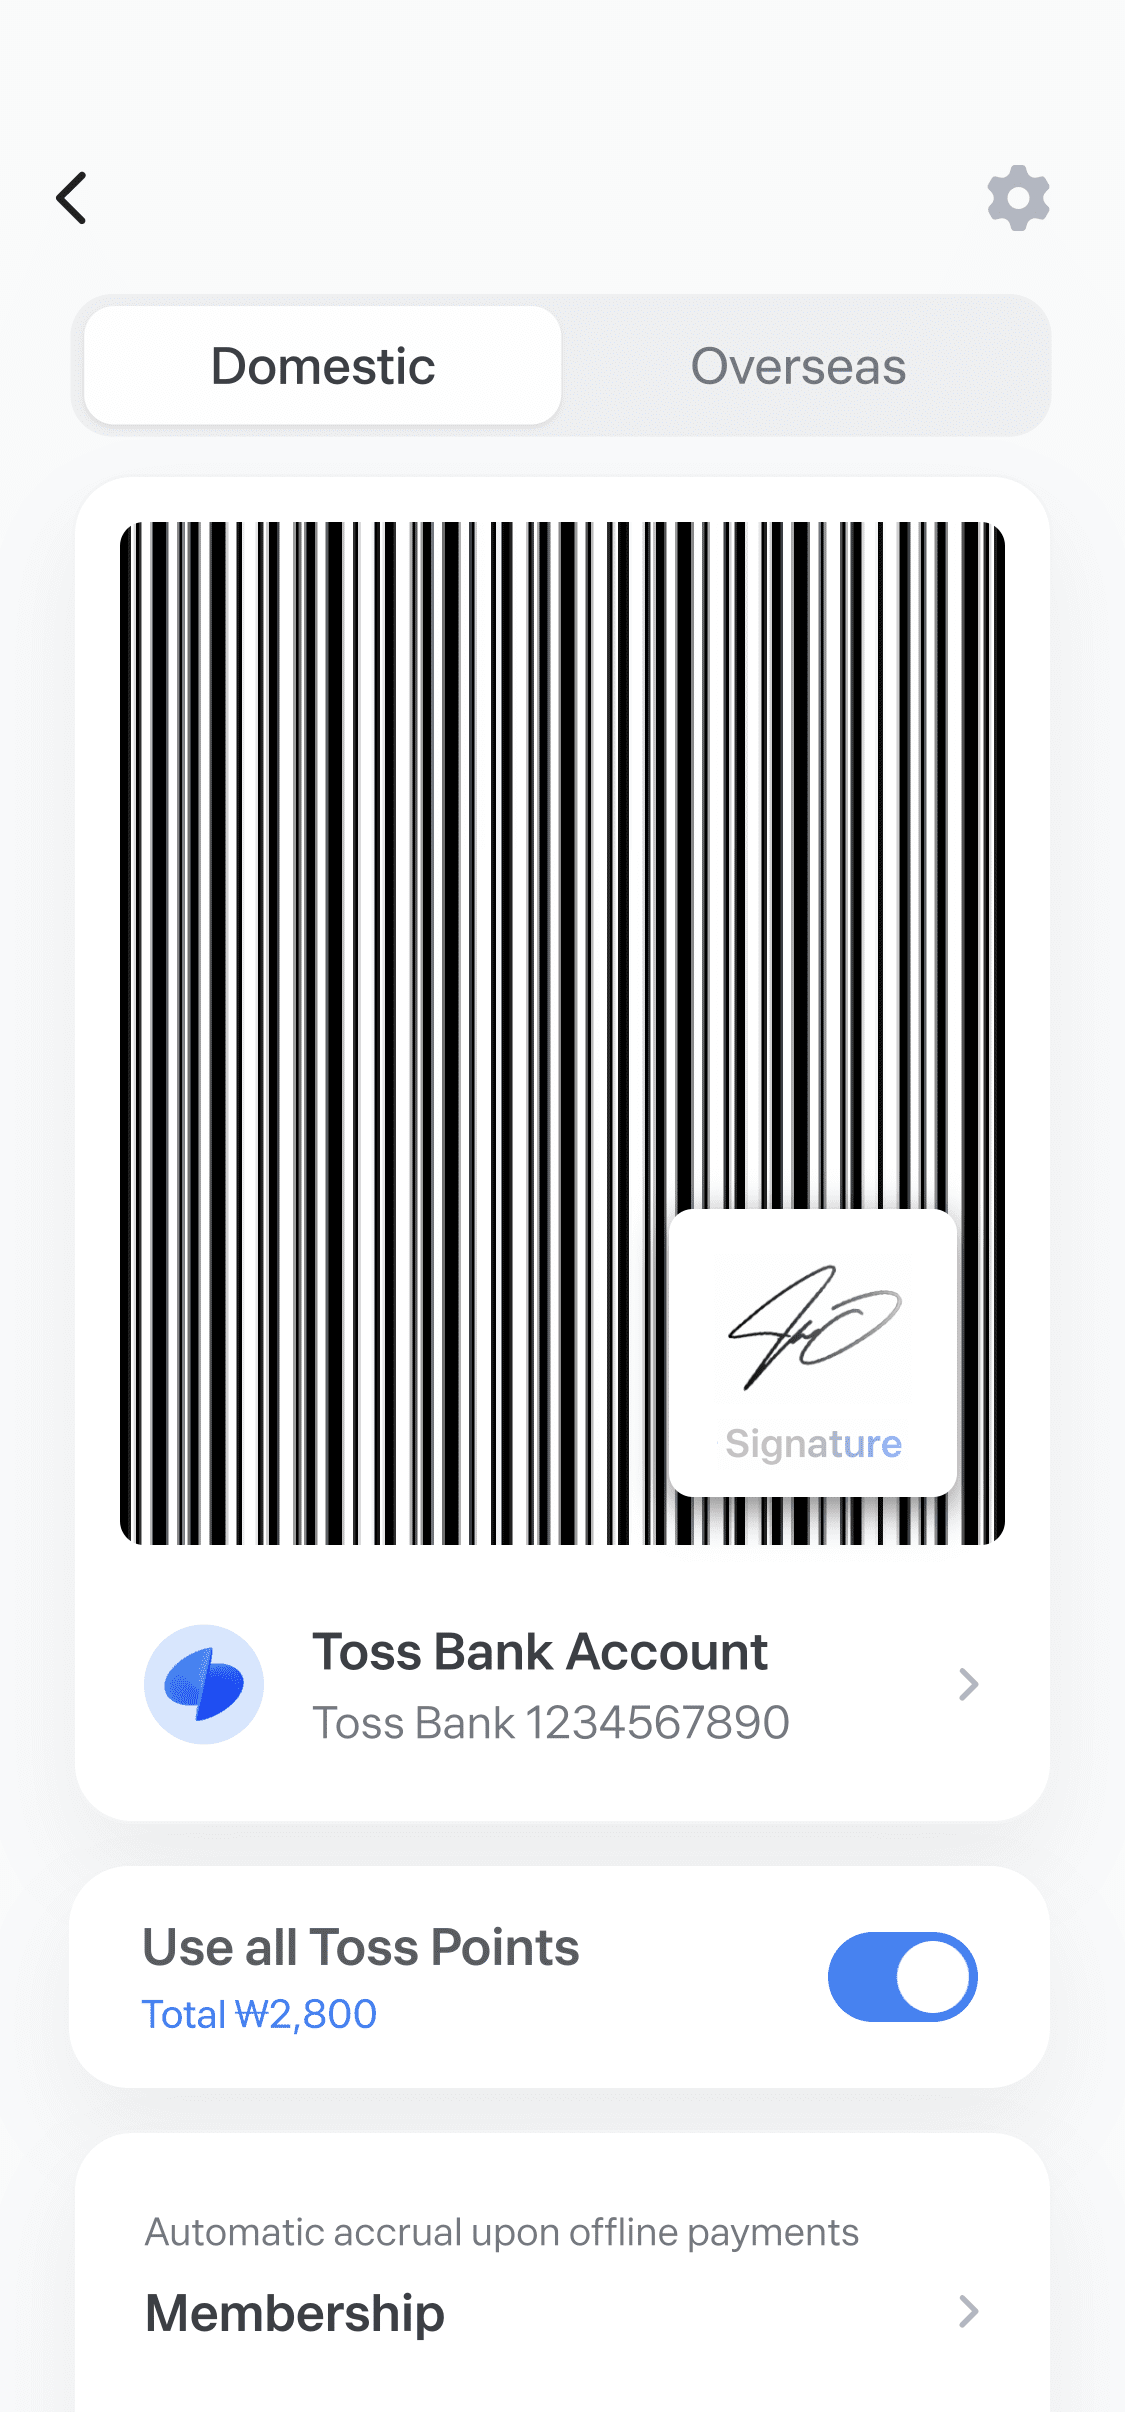 Domestic
Overseas
Signature
Toss Bank Account
Toss Bank 1234567890
Use all Toss Points
Total ₩2,800
Automatic accrual upon offline payments
Membership